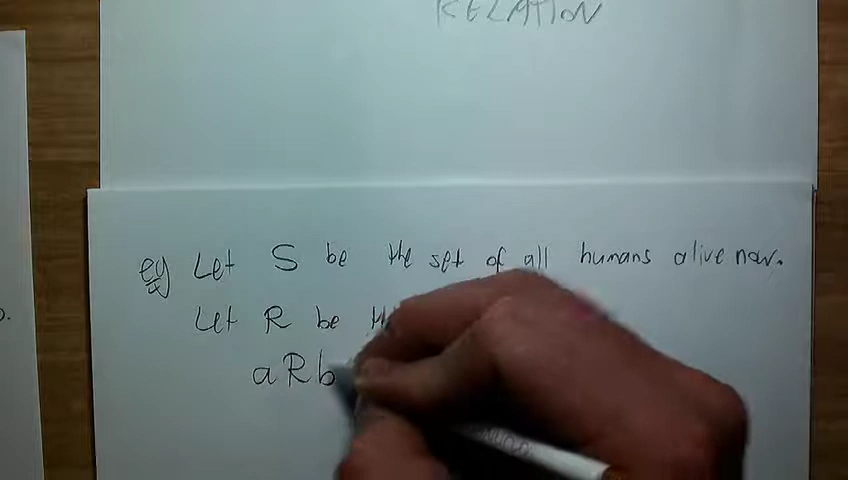 RELATION
eg Let S be the set of all humans alive now.
Let R be
aRb